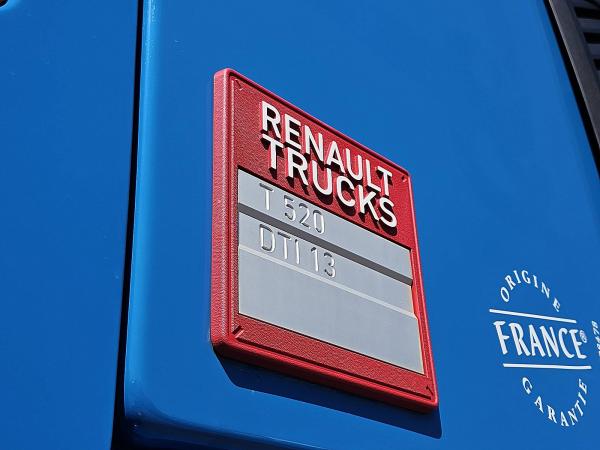 RENAULT
TRUCKS
T 520
DTI 13
ORIGINE
FRANCE®
GARANTIE